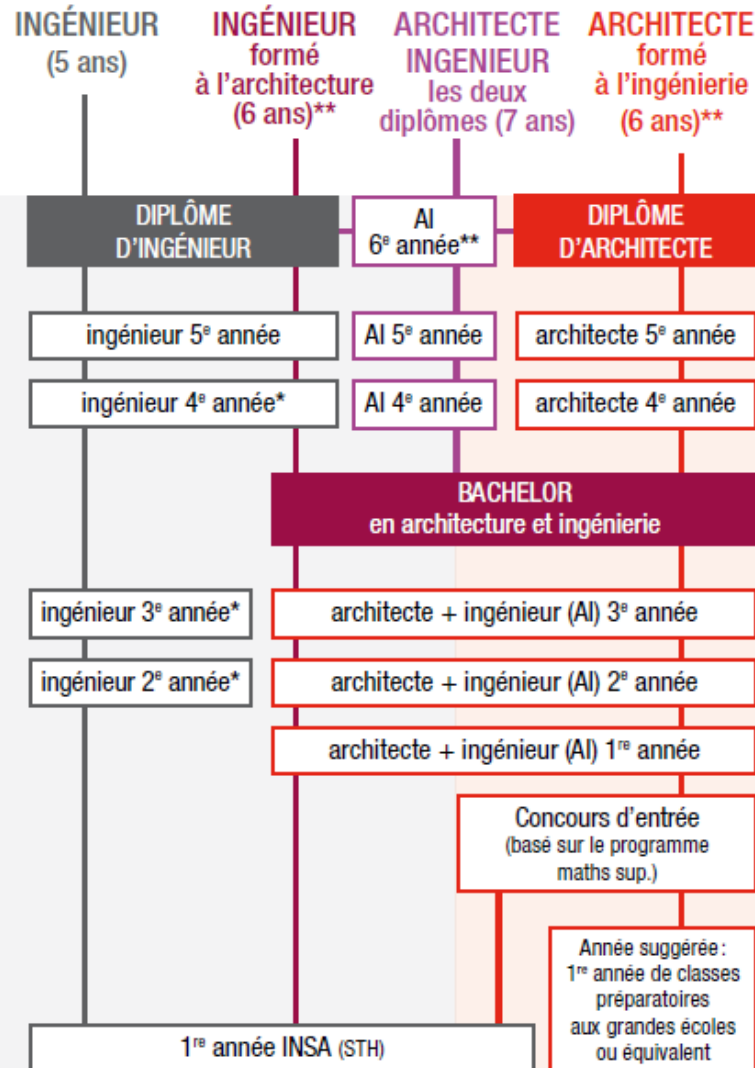 INGÉNIEUR
(5 ans)
INGÉNIEUR
formé
à l'architecture
(6 ans)**
ARCHITECTE
INGENIEUR
les deux
diplômes (7 ans)
ARCHITECTE
formé
à l'ingénierie
(6 ans)**
DIPLÔME
D'INGÉNIEUR
AI
6e année**
DIPLÔME
D'ARCHITECTE
ingénieur 5e année
AI 5e année
architecte 5e année
ingénieur 4e année*
AI 4e année
architecte 4e année
BACHELOR
en architecture et ingénierie
ingénieur 3e année*
architecte + ingénieur (AI) 3e année
ingénieur 2e année*
architecte + ingénieur (AI) 2e année
architecte + ingénieur (AI) 1re année
Concours d'entrée
(basé sur le programme
maths sup.)
Année suggérée :
1re année de classes
préparatoires
aux grandes écoles
ou équivalent
1re année INSA (STH)